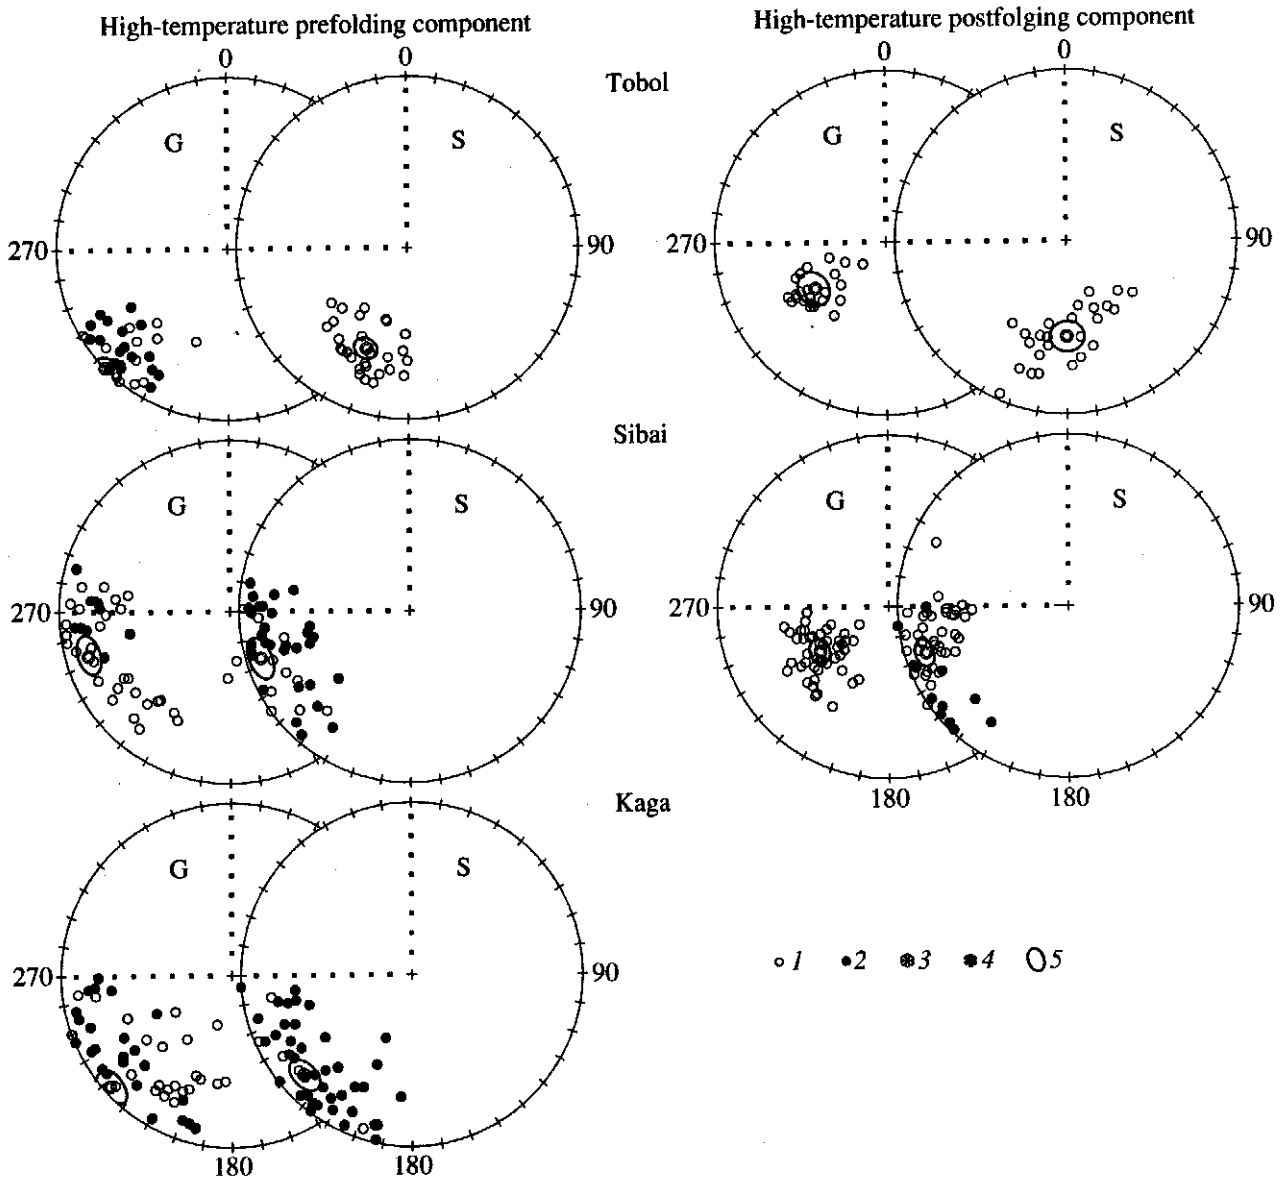 High-temperature prefolding component
High-temperature postfolging component
0 0 Tobol 0 0
G S G S
270 90 270 90
Sibai
G S G S
270 90 270 90
180 180
Kaga
G S
270 90
1 2 3 4 5
180 180